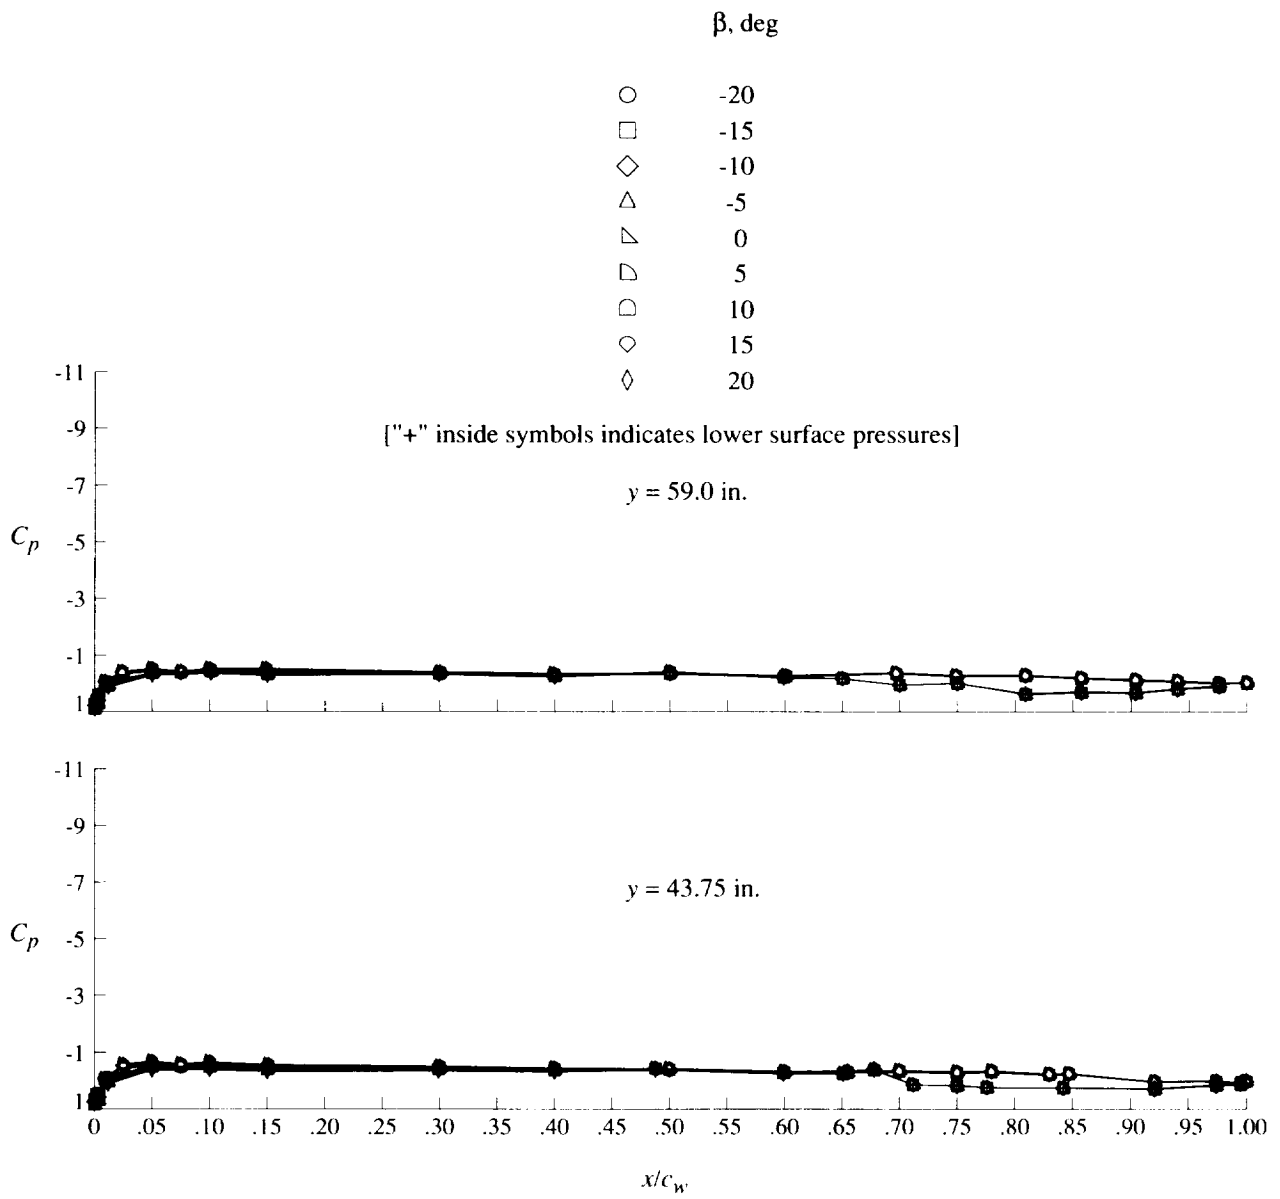 β, deg
-20
-15
-10
-5
0
5
10
15
20
["+" inside symbols indicates lower surface pressures]
y = 59.0 in.
-11
-9
-7
-5
-3
-1
1
Cp
y = 43.75 in.
-11
-9
-7
-5
-3
-1
1
Cp
0 .05 .10 .15 .20 .25 .30 .35 .40 .45 .50 .55 .60 .65 .70 .75 .80 .85 .90 .95 1.00
x/cw